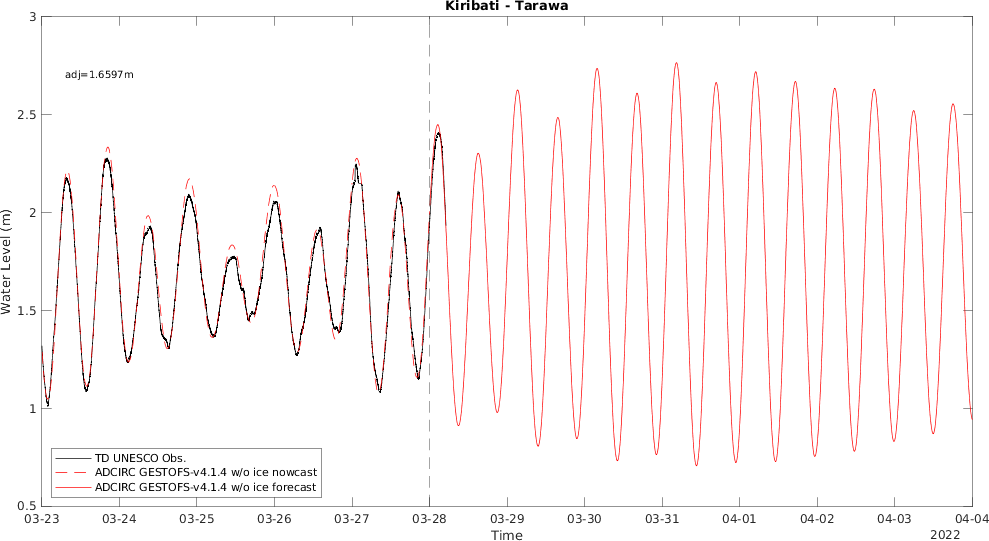 Kiribati - Tarawa
adj=1.6597m
Water Level (m)
3
2.5
2
1.5
1
0.5
TD UNESCO Obs.
ADCIRC GESTOFS-v4.1.4 w/o ice nowcast
ADCIRC GESTOFS-v4.1.4 w/o ice forecast
03-23 03-24 03-25 03-26 03-27 03-28 03-29 03-30 03-31 04-01 04-02 04-03 04-04
Time
2022